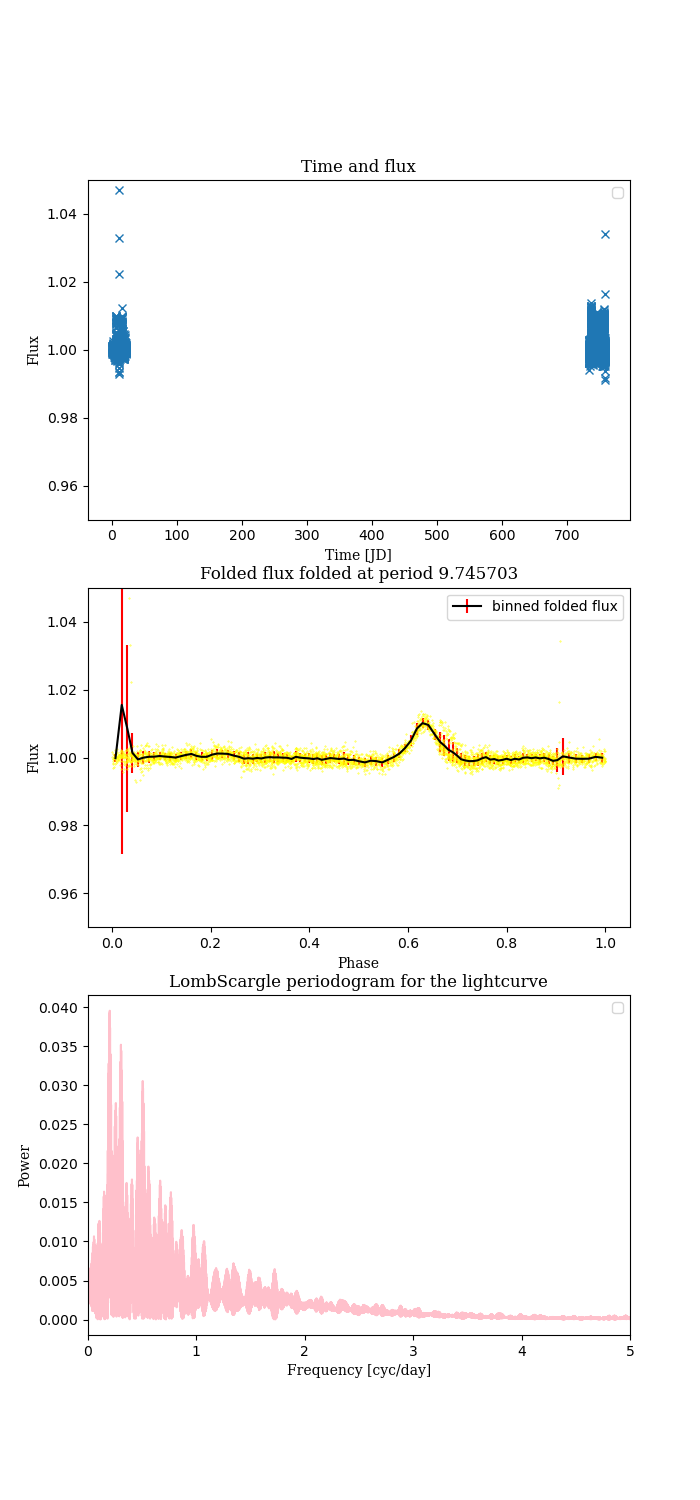 Time and flux
Flux
1.04
1.02
1.00
0.98
0.96
0 100 200 300 400 500 600 700
Time [JD]
Folded flux folded at period 9.745703
binned folded flux
Flux
1.04
1.02
1.00
0.98
0.96
0.0 0.2 0.4 0.6 0.8 1.0
Phase
LombScargle periodogram for the lightcurve
Power
0.040
0.035
0.030
0.025
0.020
0.015
0.010
0.005
0.000
0 1 2 3 4 5
Frequency [cyc/day]